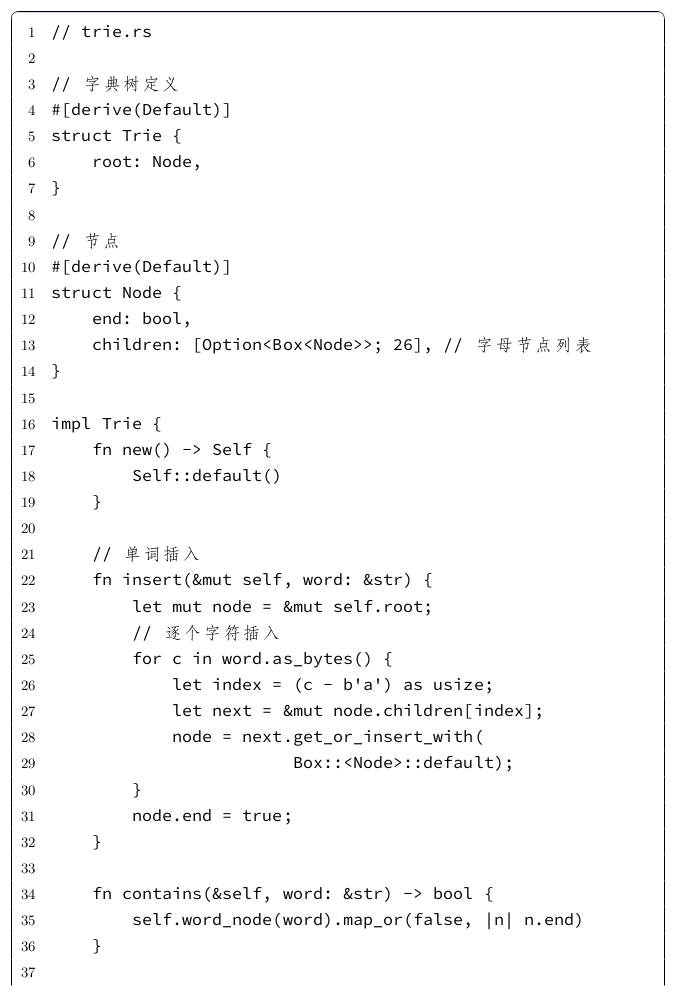 1 // trie.rs
2
3 // 字典树定义
4 #[derive(Default)]
5 struct Trie {
6     root: Node,
7 }
8
9 // 节点
10 #[derive(Default)]
11 struct Node {
12     end: bool,
13     children: [Option<Box<Node>>; 26], // 字母节点列表
14 }
15
16 impl Trie {
17     fn new() -> Self {
18         Self::default()
19     }
20
21     // 单词插入
22     fn insert(&mut self, word: &str) {
23         let mut node = &mut self.root;
24         // 逐个字符插入
25         for c in word.as_bytes() {
26             let index = (c - b'a') as usize;
27             let next = &mut node.children[index];
28             node = next.get_or_insert_with(
29                         Box::<Node>::default);
30         }
31         node.end = true;
32     }
33
34     fn contains(&self, word: &str) -> bool {
35         self.word_node(word).map_or(false, |n| n.end)
36     }
37